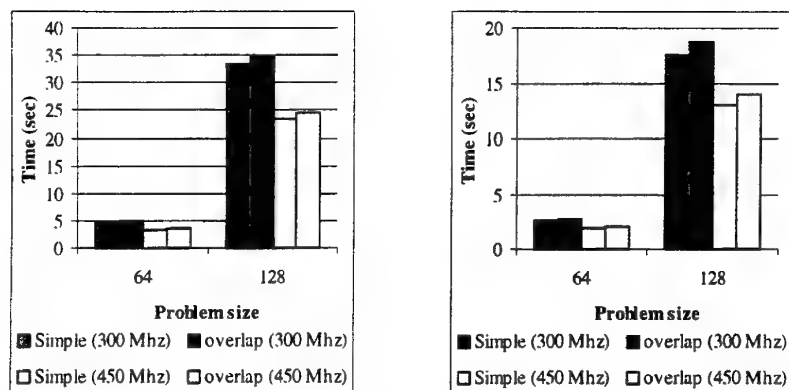 40
35
30
25
20
15
10
5
0
Time (sec)
64 128
Problem size
Simple (300 Mhz) overlap (300 Mhz)
Simple (450 Mhz) overlap (450 Mhz)
20
15
10
5
0
Time (sec)
64 128
Problem size
Simple (300 Mhz) overlap (300 Mhz)
Simple (450 Mhz) overlap (450 Mhz)